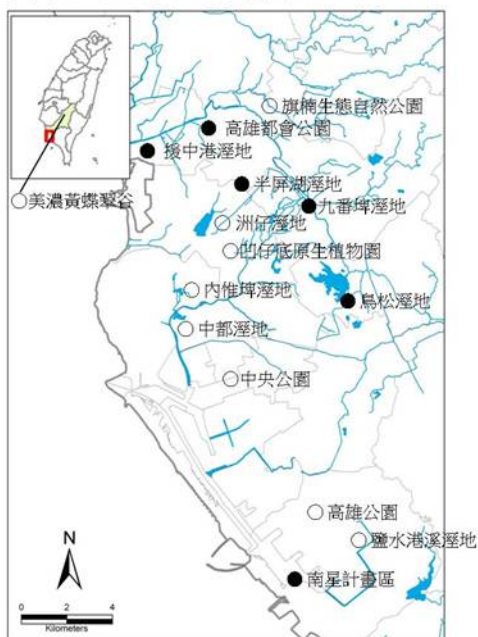 旗楠生態自然公園
高雄都會公園
援中港溼地
半屏湖溼地
美濃黃蝶翠谷
九番埤溼地
洲仔溼地
凹仔底原生植物園
內惟埤溼地
鳥松溼地
中都溼地
中央公園
高雄公園
鹽水港溪溼地
南星計畫區
N
0 2 4
Kilometers